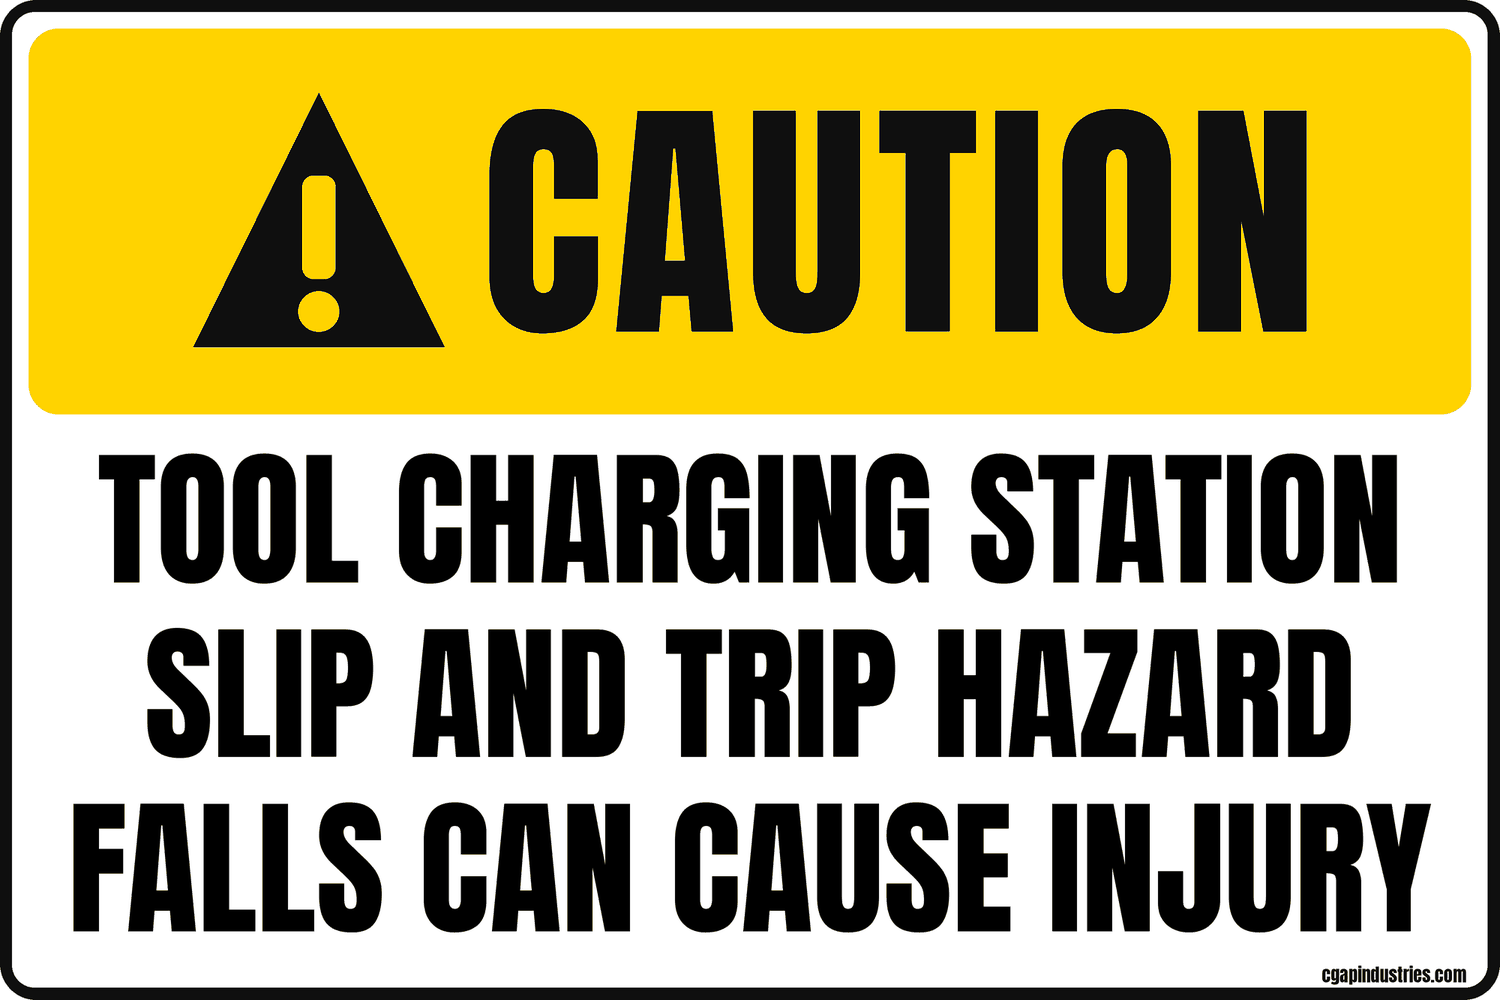 CAUTION
TOOL CHARGING STATION
SLIP AND TRIP HAZARD
FALLS CAN CAUSE INJURY
cgapindustries.com